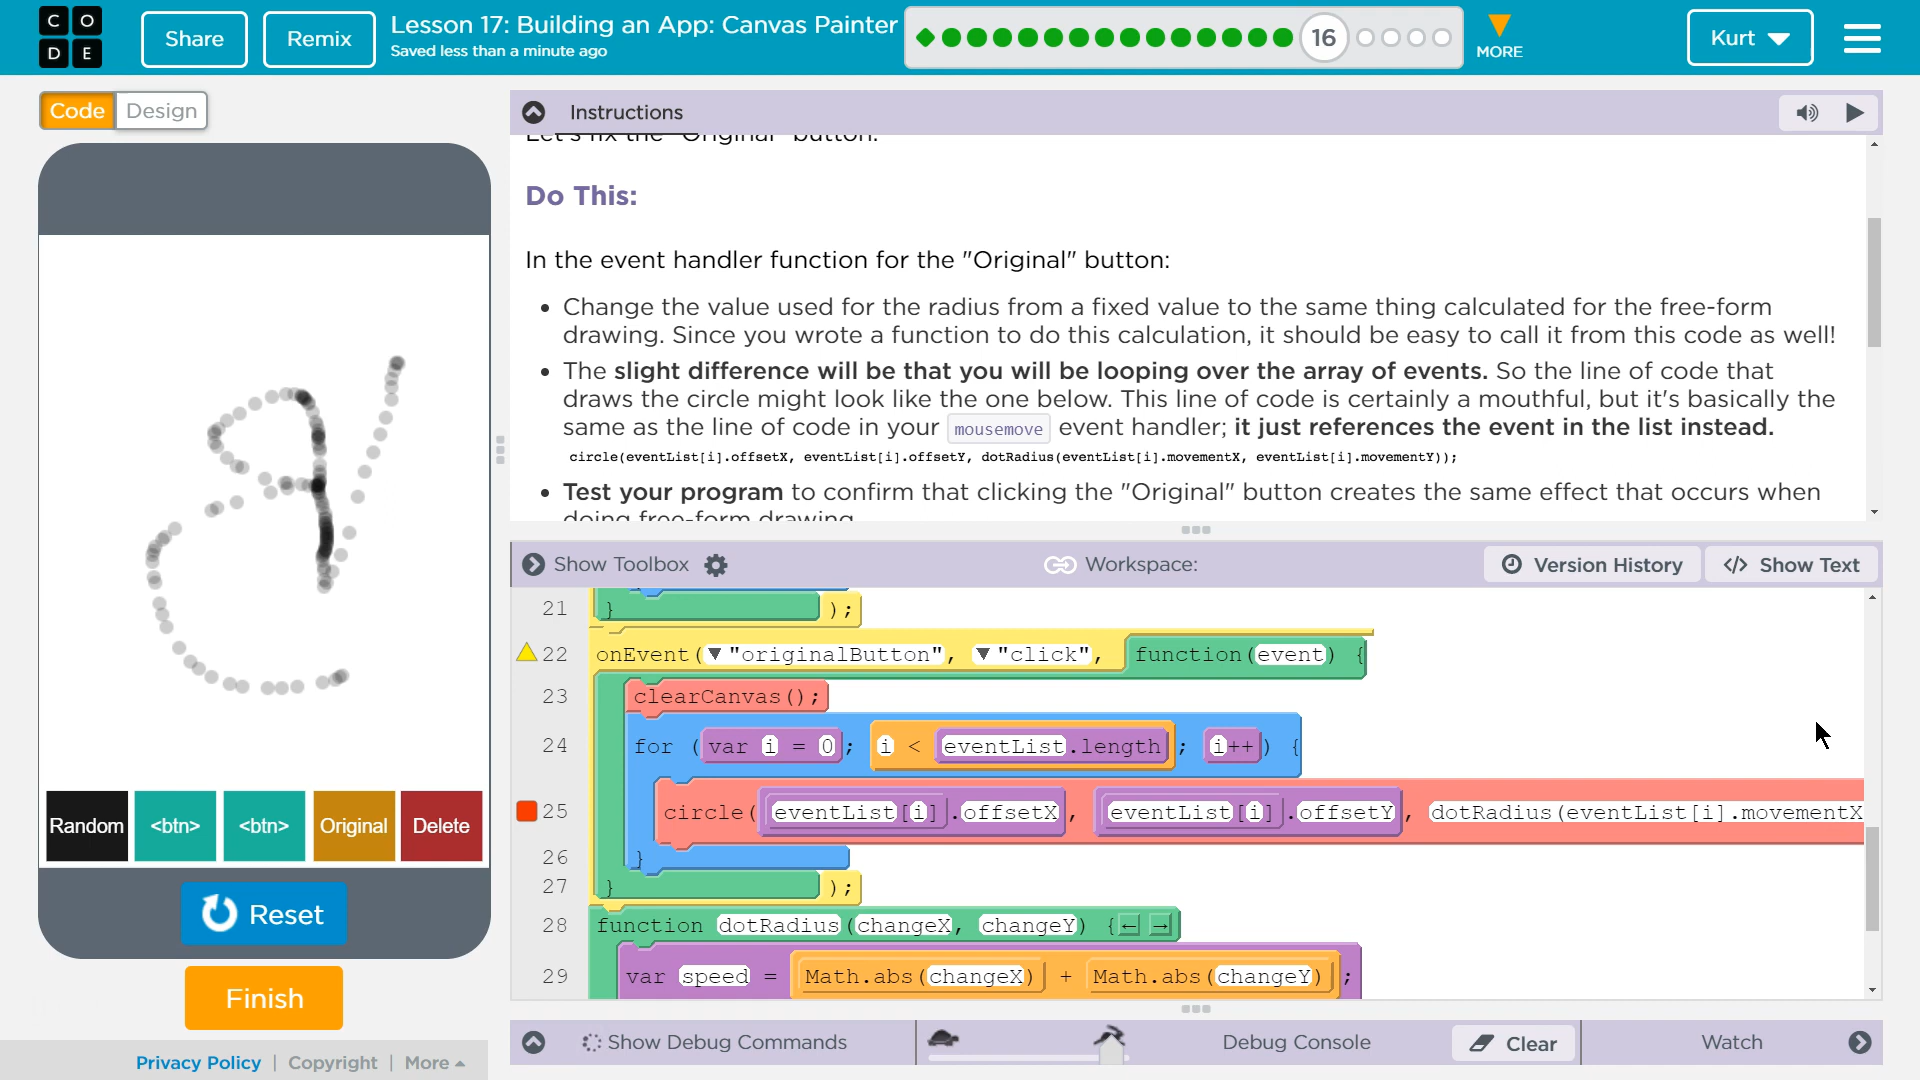 CODE
Share
Remix
Lesson 17: Building an App: Canvas Painter
Saved less than a minute ago
16
MORE
Kurt
Code
Design
Random
<btn>
<btn>
Original
Delete
Reset
Finish
Privacy Policy | Copyright | More
Instructions
Let's fix the "Original" button.
Do This:
In the event handler function for the "Original" button:
Change the value used for the radius from a fixed value to the same thing calculated for the free-form
drawing. Since you wrote a function to do this calculation, it should be easy to call it from this code as well!
The slight difference will be that you will be looping over the array of events. So the line of code that
draws the circle might look like the one below. This line of code is certainly a mouthful, but it's basically the
same as the line of code in your mousemove event handler; it just references the event in the list instead.
circle(eventList[i].offsetX, eventList[i].offsetY, dotRadius(eventList[i].movementX, eventList[i].movementY));
Test your program to confirm that clicking the "Original" button creates the same effect that occurs when
doing free-form drawing
Show Toolbox
Workspace:
Version History
</> Show Text
21 } );
22 onEvent(▼"originalButton", ▼"click", function(event) {
23 clearCanvas();
24 for (var i = 0; i < eventList.length; i++) {
25 circle(eventList[i].offsetX, eventList[i].offsetY, dotRadius(eventList[i].movementX
26 }
27 } );
28 function dotRadius(changeX, changeY) {← →
29 var speed = Math.abs(changeX) + Math.abs(changeY);
Show Debug Commands
Debug Console
Clear
Watch